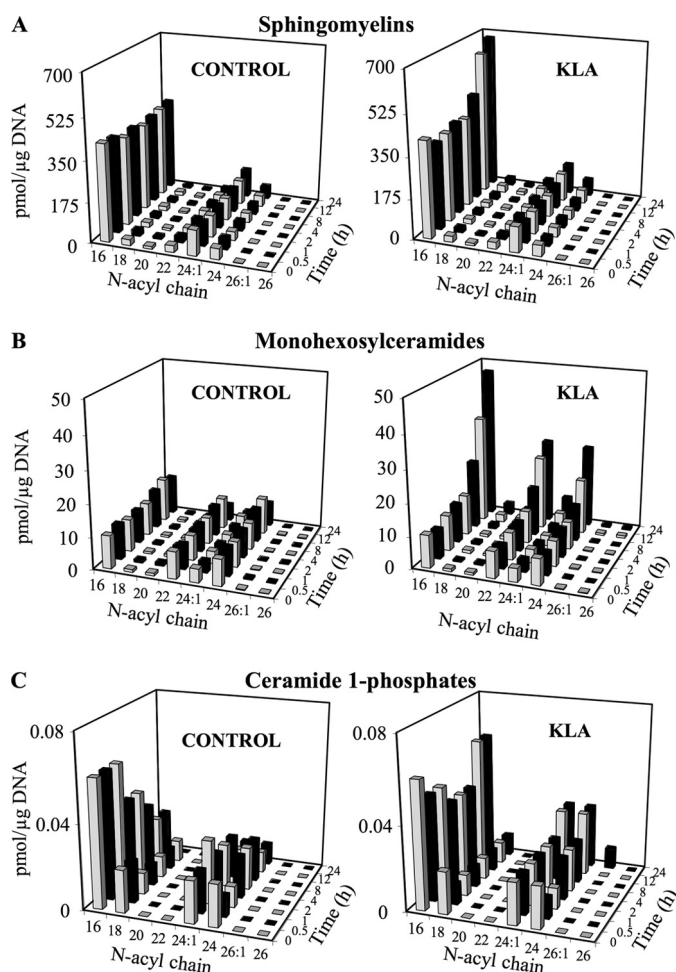 A Sphingomyelins
CONTROL
KLA
pmol/µg DNA
700
525
350
175
0
16 18 20 22 24:1 24 26:1 26
N-acyl chain
0 0.5 1 2 4 8 12 24
Time (h)
700
525
350
175
0
16 18 20 22 24:1 24 26:1 26
N-acyl chain
0 0.5 1 2 4 8 12 24
Time (h)
B Monohexosylceramides
CONTROL
KLA
pmol/µg DNA
50
40
30
20
10
0
16 18 20 22 24:1 24 26:1 26
N-acyl chain
0 0.5 1 2 4 8 12 24
Time (h)
50
40
30
20
10
0
16 18 20 22 24:1 24 26:1 26
N-acyl chain
0 0.5 1 2 4 8 12 24
Time (h)
C Ceramide 1-phosphates
CONTROL
KLA
pmol/µg DNA
0.08
0.04
0
16 18 20 22 24:1 24 26:1 26
N-acyl chain
0 0.5 1 2 4 8 12 24
Time (h)
0.08
0.04
0
16 18 20 22 24:1 24 26:1 26
N-acyl chain
0 0.5 1 2 4 8 12 24
Time (h)